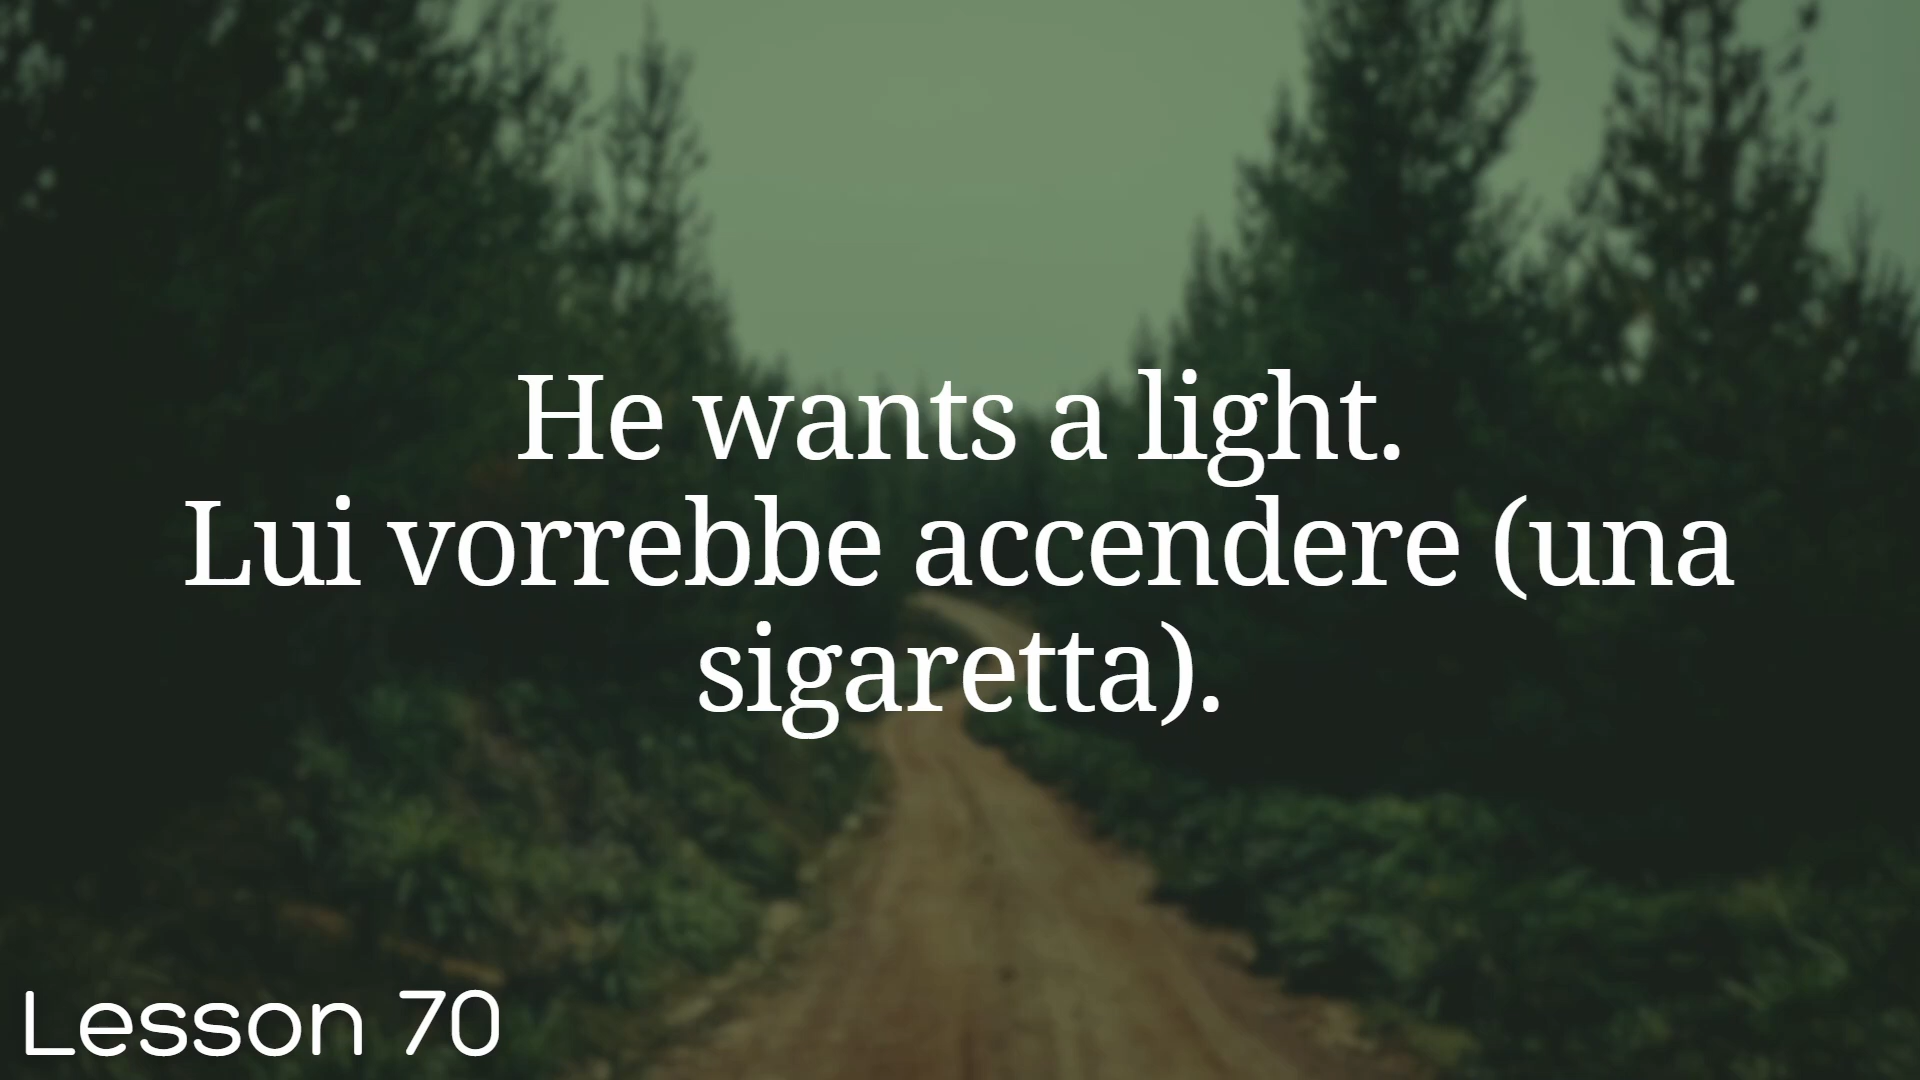 He wants a light.
Lui vorrebbe accendere (una
sigaretta).
Lesson 70